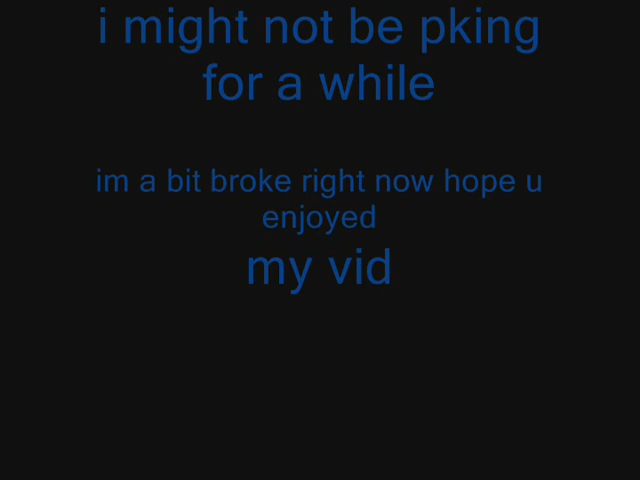 i might not be pking
for a while
im a bit broke right now hope u
enjoyed
my vid